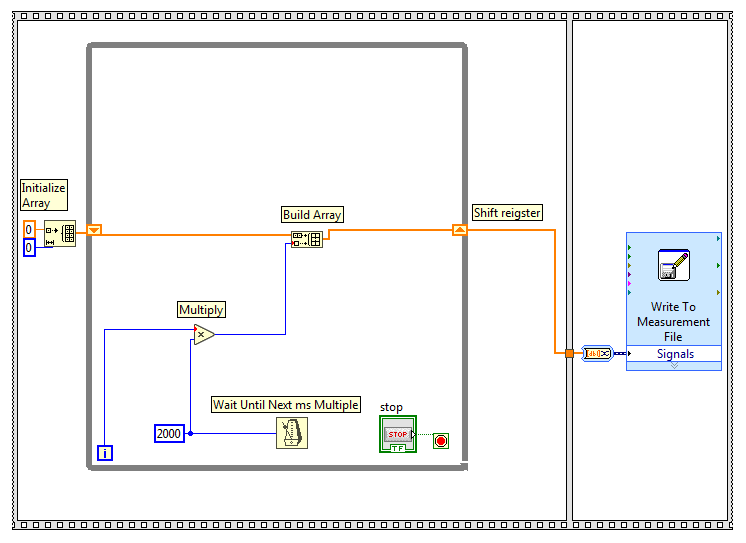 Initialize
Array
0
0
Build Array
Shift reigster
Multiply
x
Write To
Measurement
File
Signals
Wait Until Next ms Multiple
stop
2000
STOP
TF
i